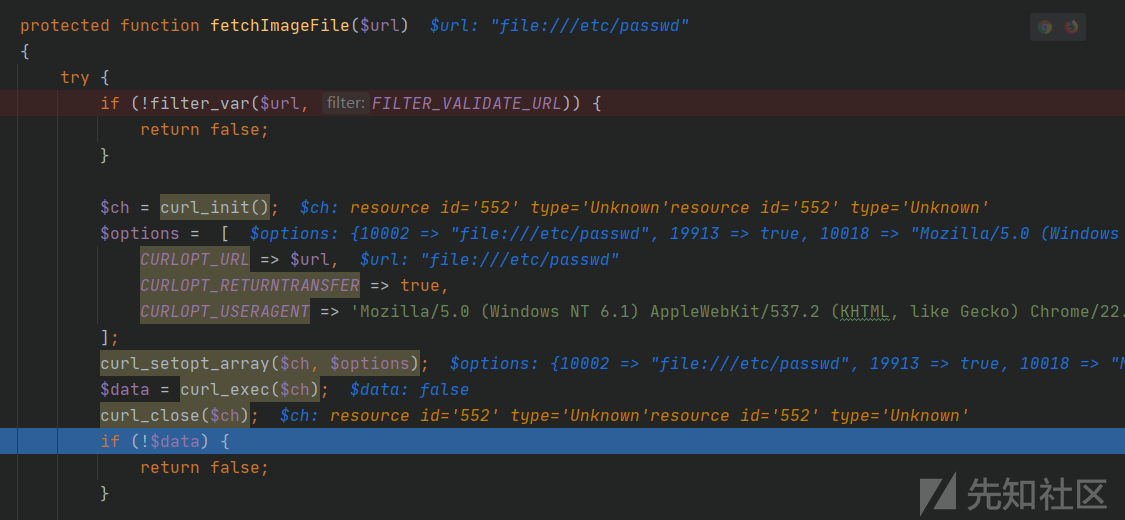 protected function fetchImageFile($url)  $url: "file:///etc/passwd"
{
try {
if (!filter_var($url, filter: FILTER_VALIDATE_URL)) {
return false;
}
$ch = curl_init();  $ch: resource id='552' type='Unknown'resource id='552' type='Unknown'
$options =  [  $options: {10002 => "file:///etc/passwd", 19913 => true, 10018 => "Mozilla/5.0 (Windows
CURLOPT_URL => $url,  $url: "file:///etc/passwd"
CURLOPT_RETURNTRANSFER => true,
CURLOPT_USERAGENT => 'Mozilla/5.0 (Windows NT 6.1) AppleWebKit/537.2 (KHTML, like Gecko) Chrome/22.
];
curl_setopt_array($ch, $options);  $options: {10002 => "file:///etc/passwd", 19913 => true, 10018 => "M
$data = curl_exec($ch);  $data: false
curl_close($ch);  $ch: resource id='552' type='Unknown'resource id='552' type='Unknown'
if (!$data) {
return false;
}
先知社区